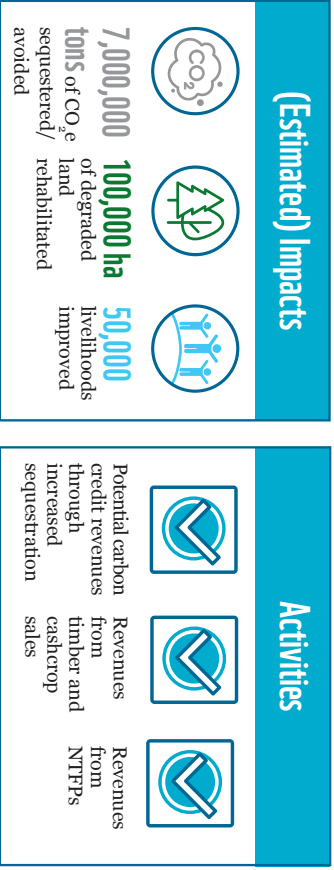 (Estimated) Impacts
CO2
7,000,000
tons of CO₂e
sequestered/
avoided
100,000 ha
of degraded
land
rehabilitated
50,000
livelihoods
improved
Activities
Potential carbon
credit revenues
through
increased
sequestration
Revenues
from
timber and
cashcrop
sales
Revenues
from
NTFPs